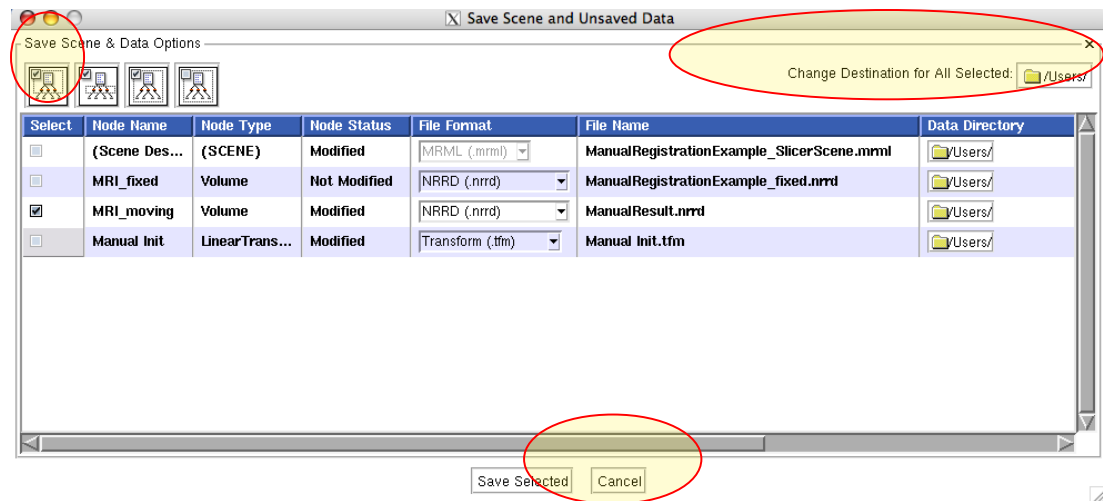 X Save Scene and Unsaved Data
Save Scene & Data Options
Change Destination for All Selected: /Users/
Select Node Name Node Type Node Status File Format File Name Data Directory
(Scene Des... (SCENE) Modified MRML (.mrml) ManualRegistrationExample_SlicerScene.mrml /Users/
MRI_fixed Volume Not Modified NRRD (.nrrd) ManualRegistrationExample_fixed.nrrd /Users/
MRI_moving Volume Modified NRRD (.nrrd) ManualResult.nrrd /Users/
Manual Init LinearTrans... Modified Transform (.tfm) Manual Init.tfm /Users/
Save Selected Cancel